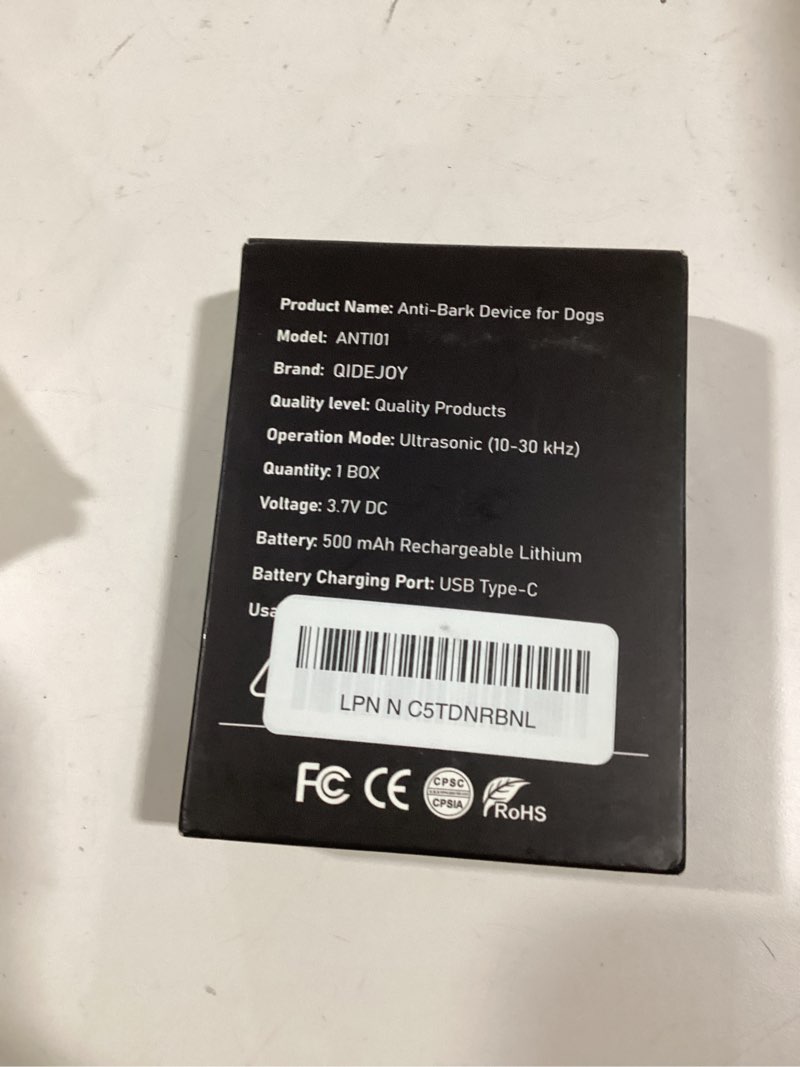 Product Name: Anti-Bark Device for Dogs
Model: ANTI01
Brand: QIDEJOY
Quality level: Quality Products
Operation Mode: Ultrasonic (10-30 kHz)
Quantity: 1 BOX
Voltage: 3.7V DC
Battery: 500 mAh Rechargeable Lithium
Battery Charging Port: USB Type-C
Usa
LPN N C5TDNRBNL
FC CE CPSC CPSIA RoHS